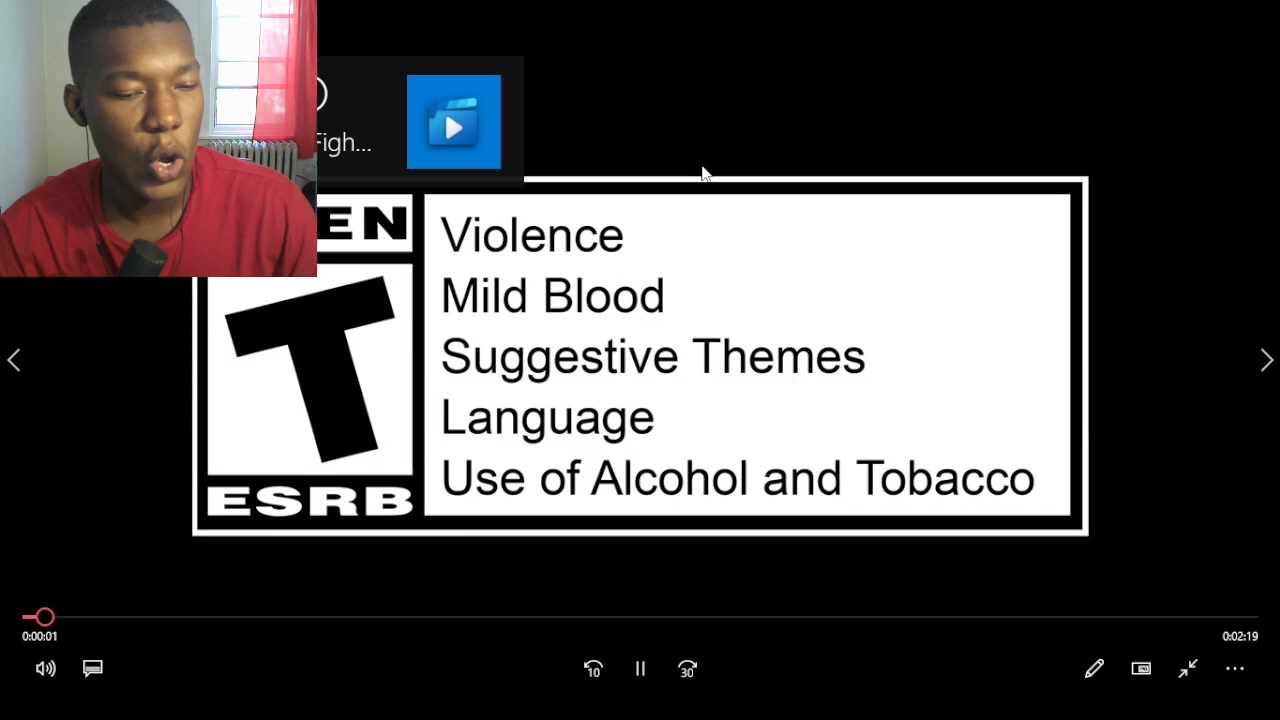 Figh...
EN
T
ESRB
Violence
Mild Blood
Suggestive Themes
Language
Use of Alcohol and Tobacco
0:00:01
0:02:19
10
30